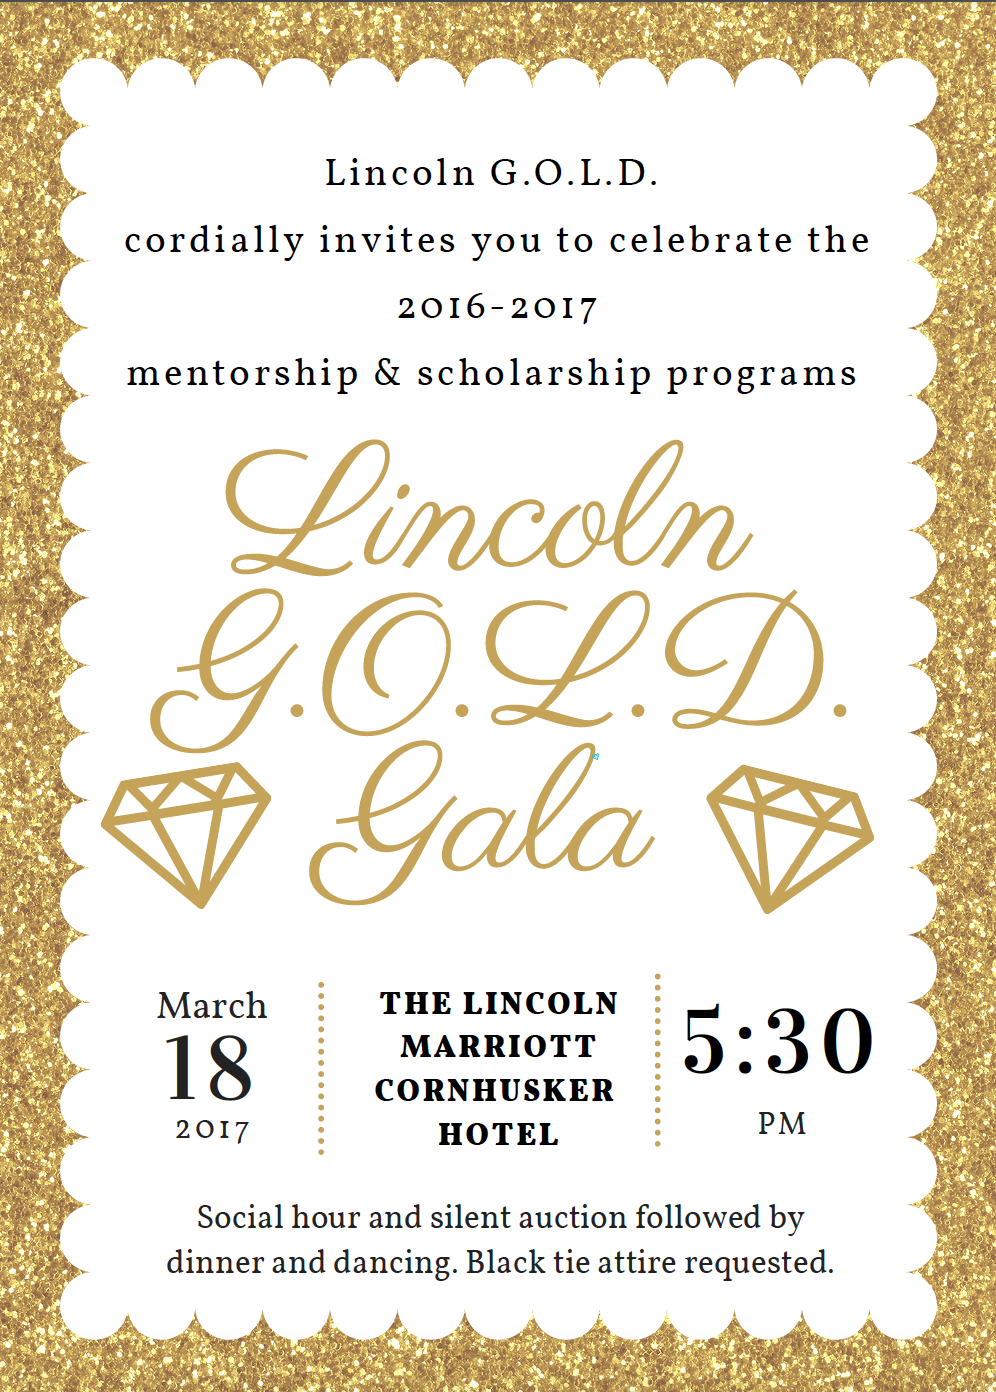 Lincoln G.O.L.D.
cordially invites you to celebrate the
2016-2017
mentorship & scholarship programs
Lincoln
G.O.L.D.
Gala
March
18
2017
THE LINCOLN
MARRIOTT
CORNHUSKER
HOTEL
5:30
PM
Social hour and silent auction followed by
dinner and dancing. Black tie attire requested.